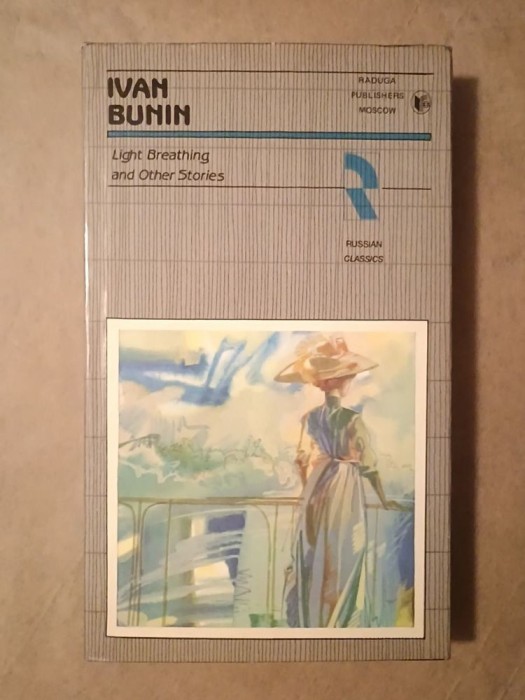 IVAN
BUNIN
RADUGA
PUBLISHERS
MOSCOW
Light Breathing
and Other Stories
RUSSIAN
CLASSICS